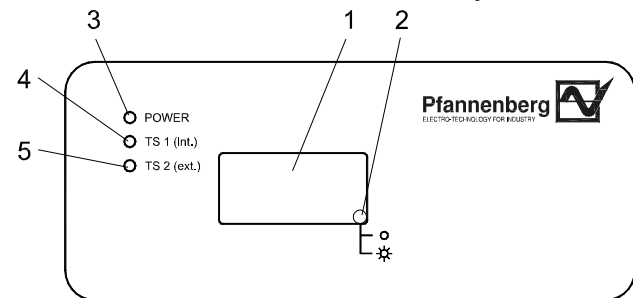 3 1 2
4
5
POWER
TS 1 (Int.)
TS 2 (ext.)
Pfannenberg
ELECTRO-TECHNOLOGY FOR INDUSTRY